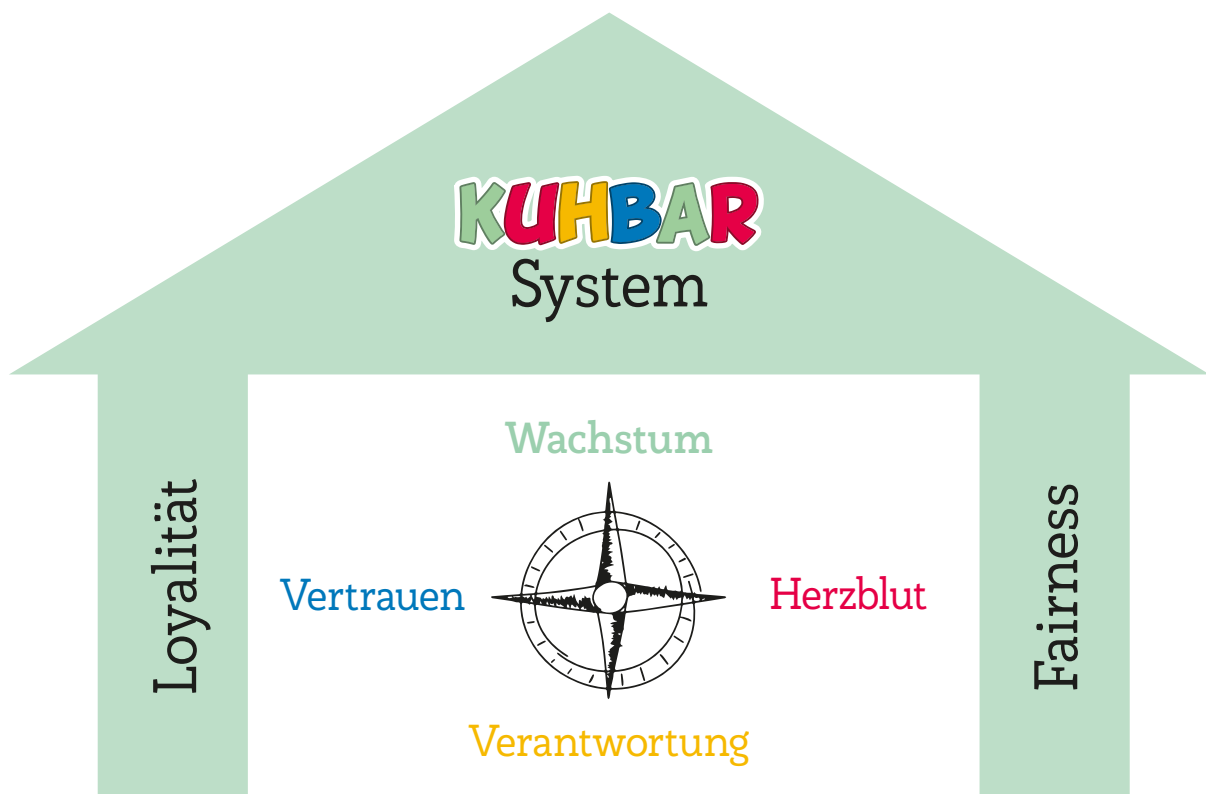 KUHBAR
System
Wachstum
Loyalität
Vertrauen
Herzblut
Fairness
Verantwortung